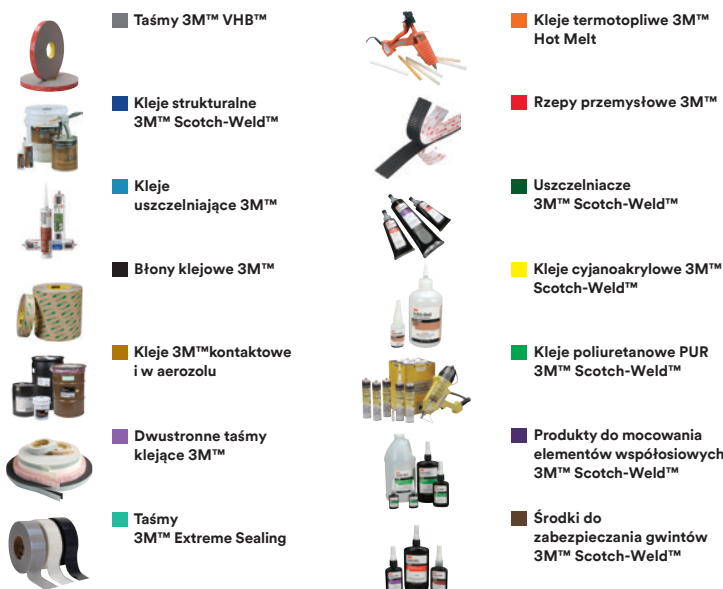 Taśmy 3M™ VHB™
Kleje strukturalne
3M™ Scotch-Weld™
Kleje
uszczelniające 3M™
Błony klejowe 3M™
Kleje 3M™kontaktowe
i w aerozolu
Dwustronne taśmy
klejące 3M™
Taśmy
3M™ Extreme Sealing
Kleje termotopliwe 3M™
Hot Melt
Rzepy przemysłowe 3M™
Uszczelniacze
3M™ Scotch-Weld™
Kleje cyjanoakrylowe 3M™
Scotch-Weld™
Kleje poliuretanowe PUR
3M™ Scotch-Weld™
Produkty do mocowania
elementów współosiowych
3M™ Scotch-Weld™
Środki do
zabezpieczania gwintów
3M™ Scotch-Weld™